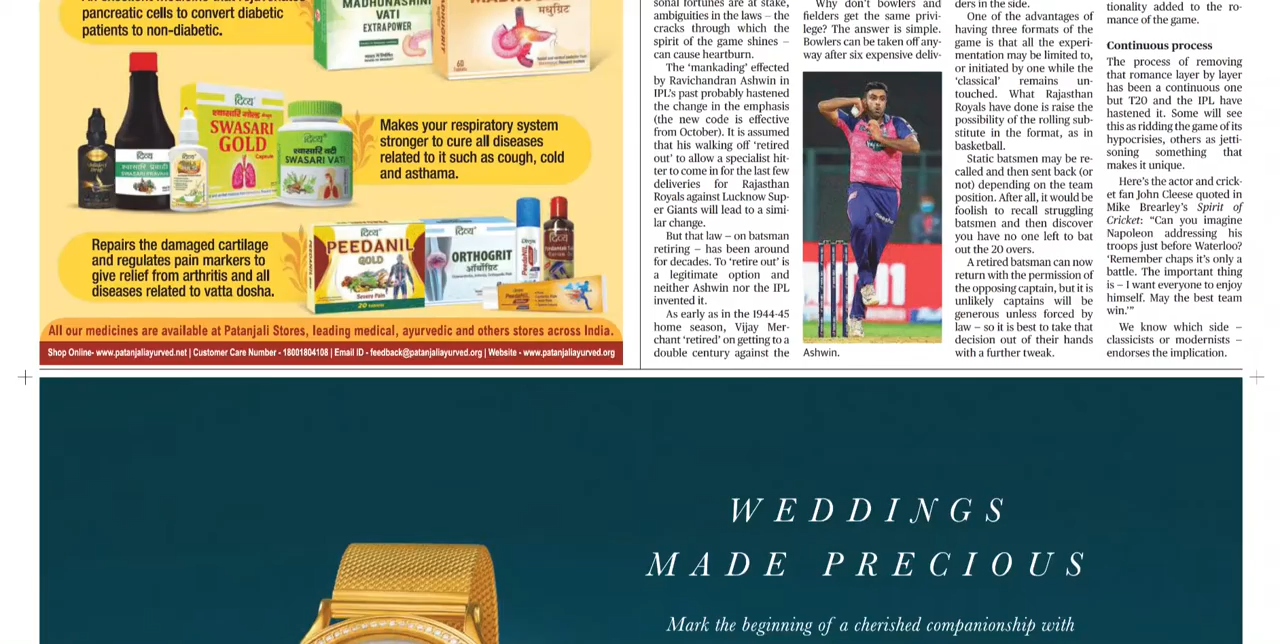 pancreatic cells to convert diabetic
patients to non-diabetic.
MADHUNASHINI
VATI
EXTRAPOWER
मधुग्रिट
60
दिव्य
SWASARI
GOLD
Capsule
दिव्य
SWASARI PRAVAHI
दिव्य
श्वासारि वटी
SWASARI VATI
Makes your respiratory system
stronger to cure all diseases
related to it such as cough, cold
and asthama.
Repairs the damaged cartilage
and regulates pain markers to
give relief from arthritis and all
diseases related to vatta dosha.
दिव्य
PEEDANIL
GOLD
Severe Pain
20
दिव्य
ORTHOGRIT
ऑर्थोग्रिट
All our medicines are available at Patanjali Stores, leading medical, ayurvedic and others stores across India.
Shop Online- www.patanjaliayurved.net | Customer Care Number - 18001804108 | Email ID - feedback@patanjaliayurved.org | Website - www.patanjaliayurved.org
sonal fortunes are at stake,
ambiguities in the laws – the
cracks through which the
spirit of the game shines –
can cause heartburn.
The ‘mankading’ effected
by Ravichandran Ashwin in
IPL’s past probably hastened
the change in the emphasis
(the new code is effective
from October). It is assumed
that his walking off ‘retired
out’ to allow a specialist hit-
ter to come in for the last few
deliveries for Rajasthan
Royals against Lucknow Sup-
er Giants will lead to a simi-
lar change.
But that law – on batsman
retiring – has been around
for decades. To ‘retire out’ is
a legitimate option and
neither Ashwin nor the IPL
invented it.
As early as in the 1944-45
home season, Vijay Mer-
chant ‘retired’ on getting to a
double century against the
Why don’t bowlers and
fielders get the same privi-
lege? The answer is simple.
Bowlers can be taken off any-
way after six expensive deliv-
Ashwin.
ders in the side.
One of the advantages of
having three formats of the
game is that all the experi-
mentation may be limited to,
or initiated by one while the
‘classical’ remains un-
touched. What Rajasthan
Royals have done is raise the
possibility of the rolling sub-
stitute in the format, as in
basketball.
Static batsmen may be re-
called and then sent back (or
not) depending on the team
position. After all, it would be
foolish to recall struggling
batsmen and then discover
you have no one left to bat
out the 20 overs.
A retired batsman can now
return with the permission of
the opposing captain, but it is
unlikely captains will be
generous unless forced by
law – so it is best to take that
decision out of their hands
with a further tweak.
tionality added to the ro-
mance of the game.
Continuous process
The process of removing
that romance layer by layer
has been a continuous one
but T20 and the IPL have
hastened it. Some will see
this as ridding the game of its
hypocrisies, others as jetti-
soning something that
makes it unique.
Here’s the actor and crick-
et fan John Cleese quoted in
Mike Brearley’s Spirit of
Cricket: “Can you imagine
Napoleon addressing his
troops just before Waterloo?
‘Remember chaps it’s only a
battle. The important thing
is – I want everyone to enjoy
himself. May the best team
win.’”
We know which side –
classicists or modernists –
endorses the implication.
WEDDINGS
MADE PRECIOUS
Mark the beginning of a cherished companionship with